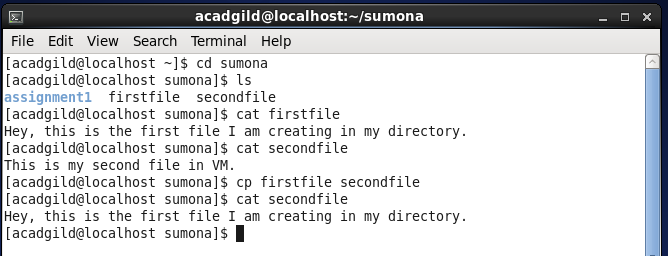 acadgild@localhost:~/sumona
File Edit View Search Terminal Help
[acadgild@localhost ~]$ cd sumona
[acadgild@localhost sumona]$ ls
assignment1  firstfile  secondfile
[acadgild@localhost sumona]$ cat firstfile
Hey, this is the first file I am creating in my directory.
[acadgild@localhost sumona]$ cat secondfile
This is my second file in VM.
[acadgild@localhost sumona]$ cp firstfile secondfile
[acadgild@localhost sumona]$ cat secondfile
Hey, this is the first file I am creating in my directory.
[acadgild@localhost sumona]$